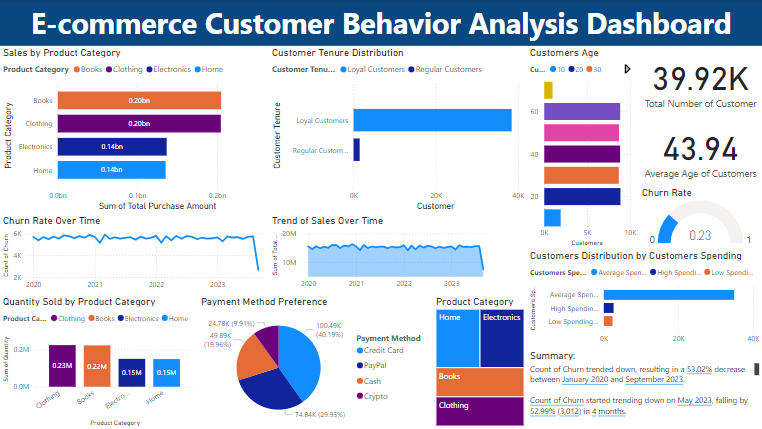 E-commerce Customer Behavior Analysis Dashboard
Sales by Product Category
Product Category Books Clothing Electronics Home
Product Category
Books 0.20bn
Clothing 0.20bn
Electronics 0.14bn
Home 0.14bn
0.0bn 0.1bn 0.2bn
Sum of Total Purchase Amount
Customer Tenure Distribution
Customer Tenu... Loyal Customers Regular Customers
Customer Tenure
Loyal Customers
Regular Custom...
0K 20K 40K
Customer
Customers Age
Cu... 10 20 30
60
40
20
0K 5K 10K
Customers
39.92K
Total Number of Customer
43.94
Average Age of Customers
Churn Rate
0 0.23 1
Churn Rate Over Time
Count of Churn
6K
4K
2K
2020 2021 2022 2023
Trend of Sales Over Time
Sum of Total...
20M
10M
2020 2021 2022 2023
Customers Distribution by Customers Spending
Customers Spe... Average Spen... High Spendi... Low Spendi...
Customers Sp...
Average Spen...
High Spending...
Low Spending...
0K 20K 40K
Quantity Sold by Product Category
Product Ca... Clothing Books Electronics Home
Sum of Quantity
0.2M
0.0M
0.23M 0.22M 0.15M 0.15M
Clothing Books Electro... Home
Product Category
Payment Method Preference
24.78K (9.91%)
49.89K
(19.96%)
100.49K
(40.19%)
74.84K (29.93%)
Payment Method
Credit Card
PayPal
Cash
Crypto
Product Category
Home Electronics
Books
Clothing
Summary:
Count of Churn trended down, resulting in a 53.02% decrease
between January 2020 and September 2023.
Count of Churn started trending down on May 2023, falling by
52.99% (3,012) in 4 months.